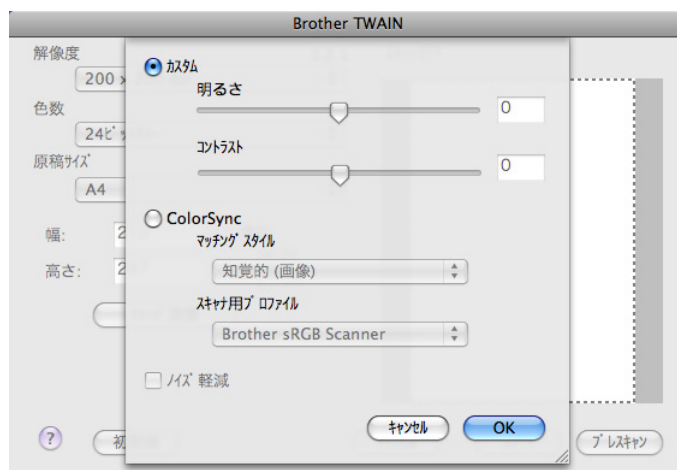 Brother TWAIN
解像度
200 x
色数
24ビッ
原稿サイズ
A4
幅: 2
高さ: 2
カスタム
明るさ
0
コントラスト
0
ColorSync
マッチング スタイル
知覚的 (画像)
スキャナ用プロファイル
Brother sRGB Scanner
ノイズ軽減
キャンセル
OK
?
初
プレスキャン